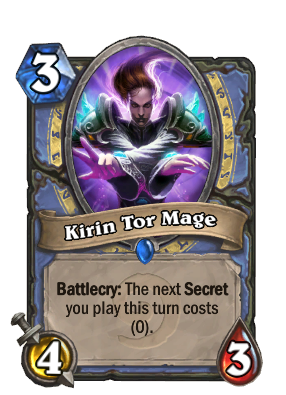 3
Kirin Tor Mage
Battlecry: The next Secret
you play this turn costs
(0).
4
3